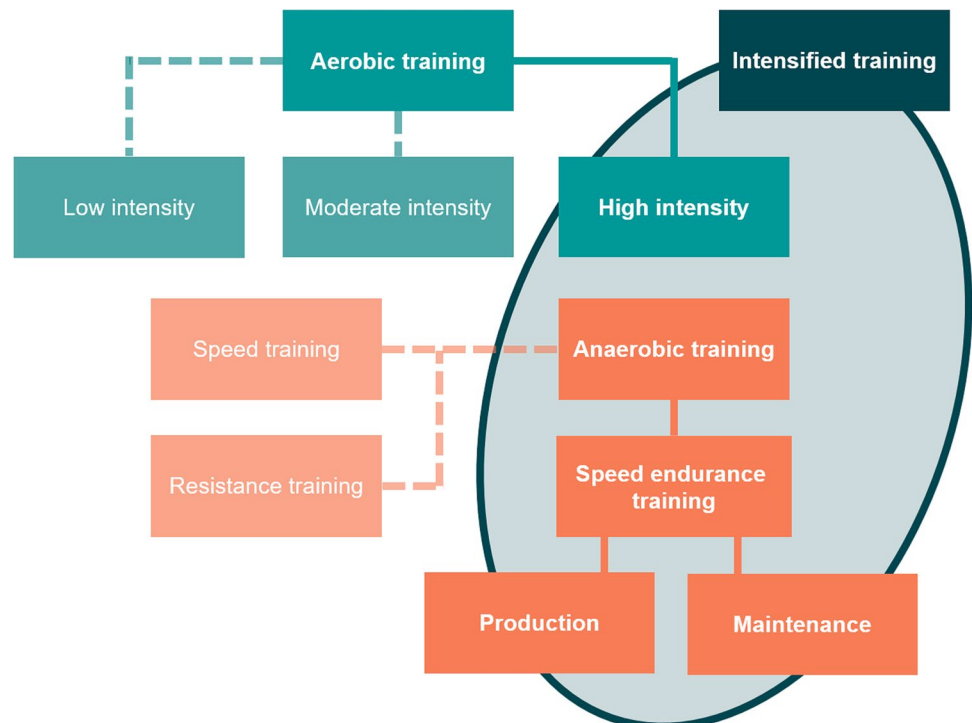 Aerobic training
Intensified training
Low intensity
Moderate intensity
High intensity
Speed training
Anaerobic training
Resistance training
Speed endurance
training
Production
Maintenance